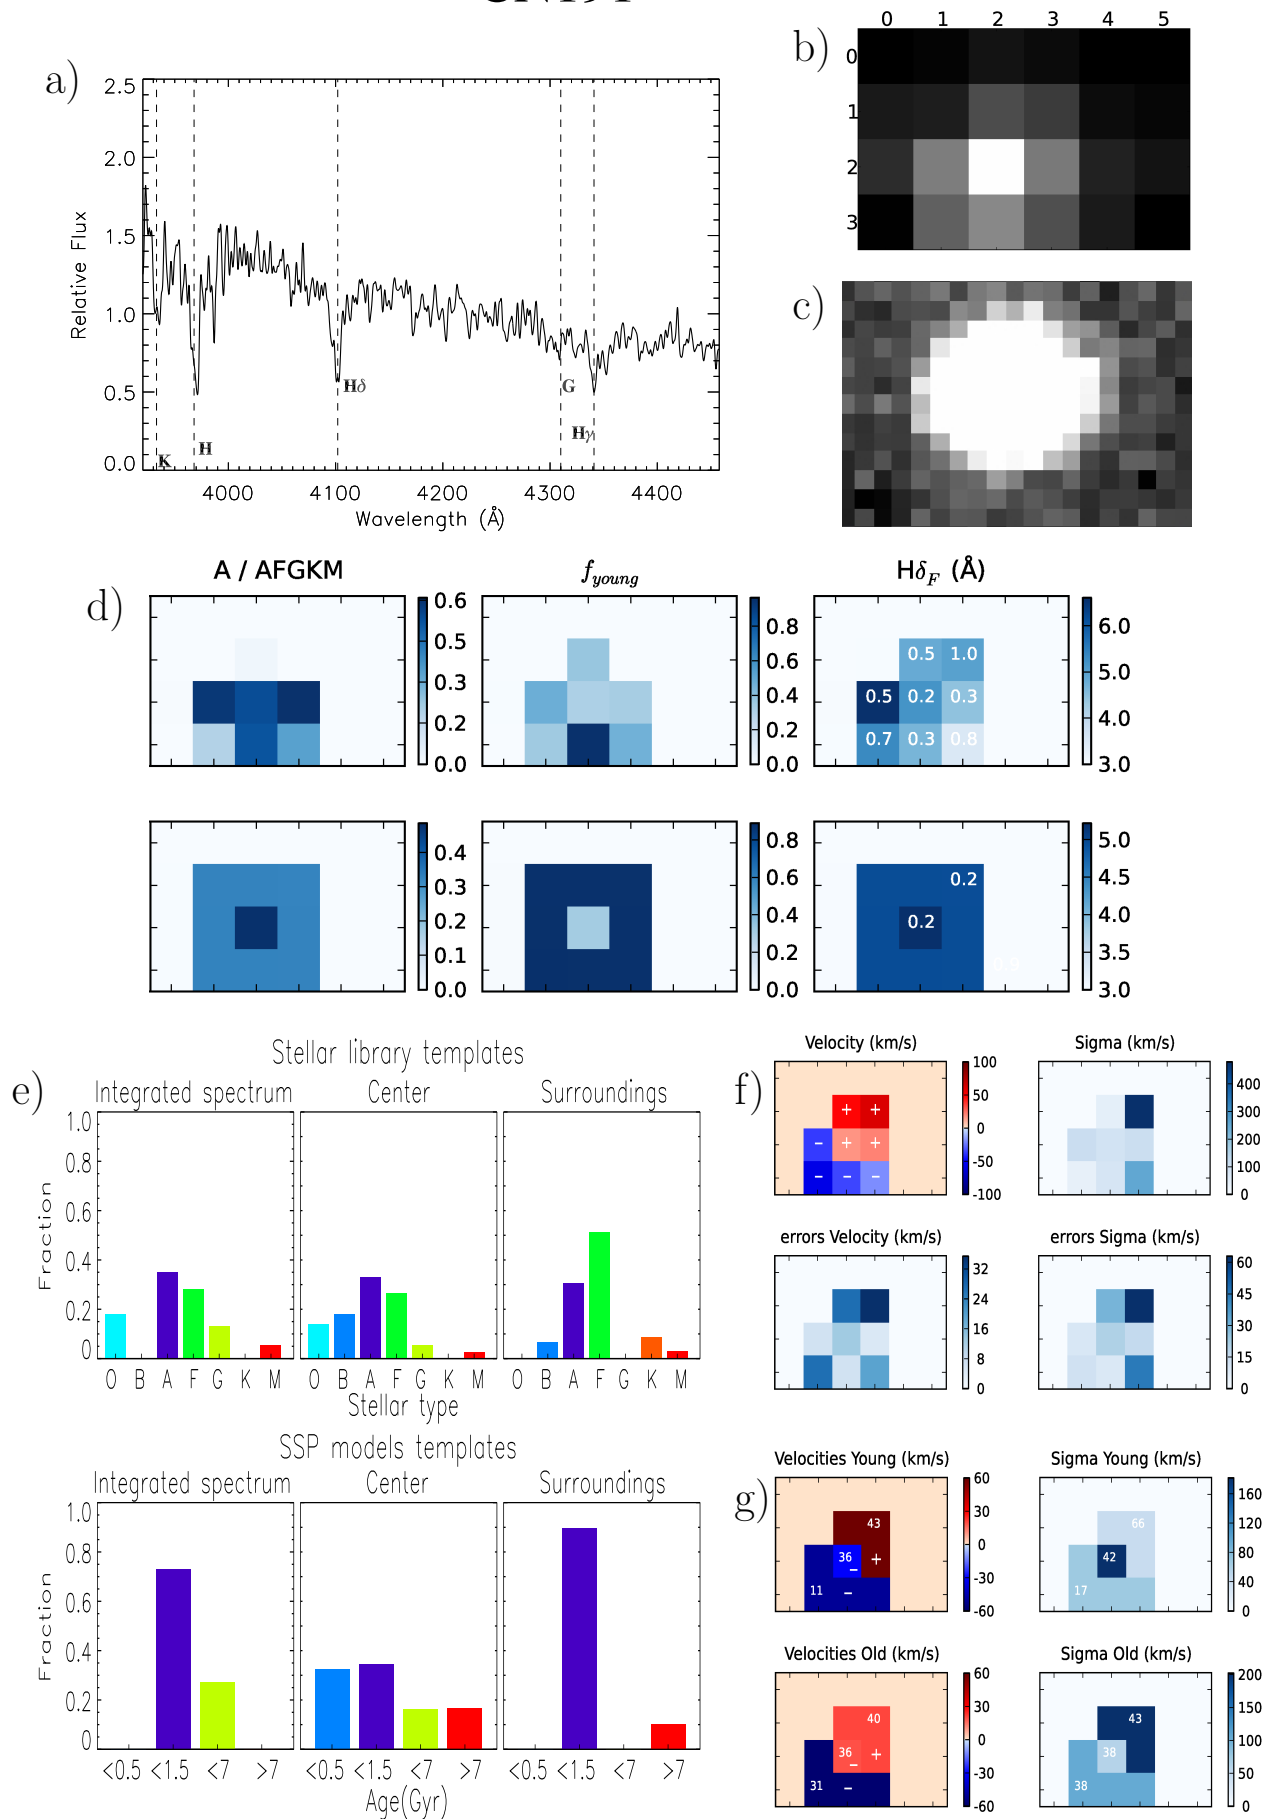 a)
2.5
2.0
1.5
1.0
0.5
0.0
Relative Flux
K
H
Hδ
G
Hγ
4000 4100 4200 4300 4400
Wavelength (Å)
b)
0 1 2 3 4 5
0
1
2
3
c)
d)
A / AFGKM
0.6
0.5
0.3
0.2
0.0
f young
0.8
0.6
0.4
0.2
0.0
Hδ F (Å)
0.5 1.0
0.5 0.2 0.3
0.7 0.3 0.8
6.0
5.0
4.0
3.0
0.4
0.3
0.2
0.1
0.0
0.8
0.6
0.4
0.2
0.0
0.2
0.2
0.9
5.0
4.5
4.0
3.5
3.0
e)
Stellar library templates
Integrated spectrum Center Surroundings
1.0
0.8
0.6
0.4
0.2
0
Fraction
O B A F G K M O B A F G K M O B A F G K M
Stellar type
SSP models templates
Integrated spectrum Center Surroundings
1.0
0.8
0.6
0.4
0.2
0
Fraction
<0.5 <1.5 <7 >7 <0.5 <1.5 <7 >7 <0.5 <1.5 <7 >7
Age(Gyr)
f)
Velocity (km/s)
+ +
− + +
− − −
100
50
0
-50
-100
Sigma (km/s)
400
300
200
100
0
errors Velocity (km/s)
32
24
16
8
0
errors Sigma (km/s)
60
45
30
15
0
g)
Velocities Young (km/s)
43
36 − +
11 −
60
30
0
-30
-60
Sigma Young (km/s)
66
42
17
160
120
80
40
0
Velocities Old (km/s)
40
36 − +
31 −
60
30
0
-30
-60
Sigma Old (km/s)
43
38
38
200
150
100
50
0